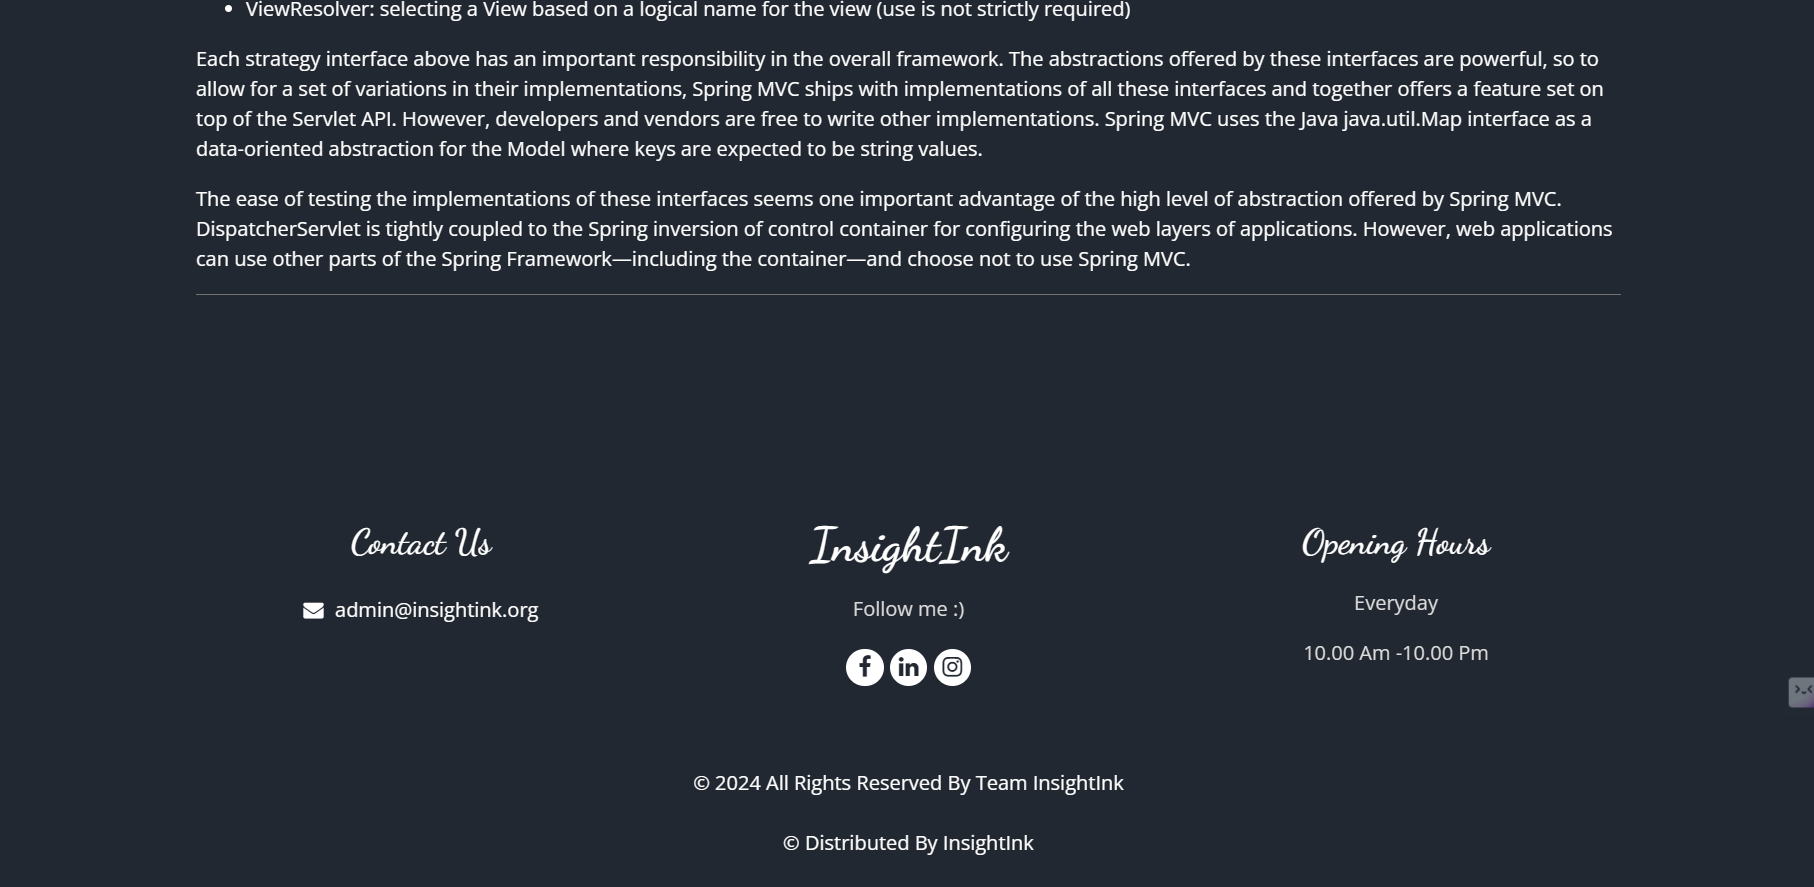 ViewResolver: selecting a View based on a logical name for the view (use is not strictly required)
Each strategy interface above has an important responsibility in the overall framework. The abstractions offered by these interfaces are powerful, so to
allow for a set of variations in their implementations, Spring MVC ships with implementations of all these interfaces and together offers a feature set on
top of the Servlet API. However, developers and vendors are free to write other implementations. Spring MVC uses the Java java.util.Map interface as a
data-oriented abstraction for the Model where keys are expected to be string values.
The ease of testing the implementations of these interfaces seems one important advantage of the high level of abstraction offered by Spring MVC.
DispatcherServlet is tightly coupled to the Spring inversion of control container for configuring the web layers of applications. However, web applications
can use other parts of the Spring Framework—including the container—and choose not to use Spring MVC.
Contact Us
admin@insightink.org
InsightInk
Follow me :)
Opening Hours
Everyday
10.00 Am -10.00 Pm
© 2024 All Rights Reserved By Team InsightInk
© Distributed By InsightInk